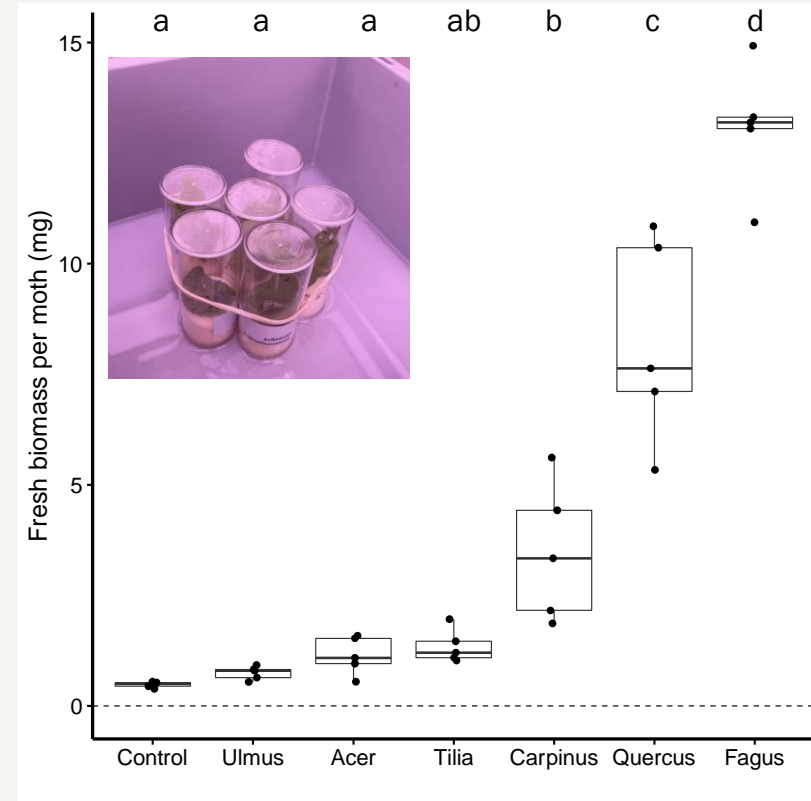 a a a ab b c d
15
10
5
0
Fresh biomass per moth (mg)
Control Ulmus Acer Tilia Carpinus Quercus Fagus